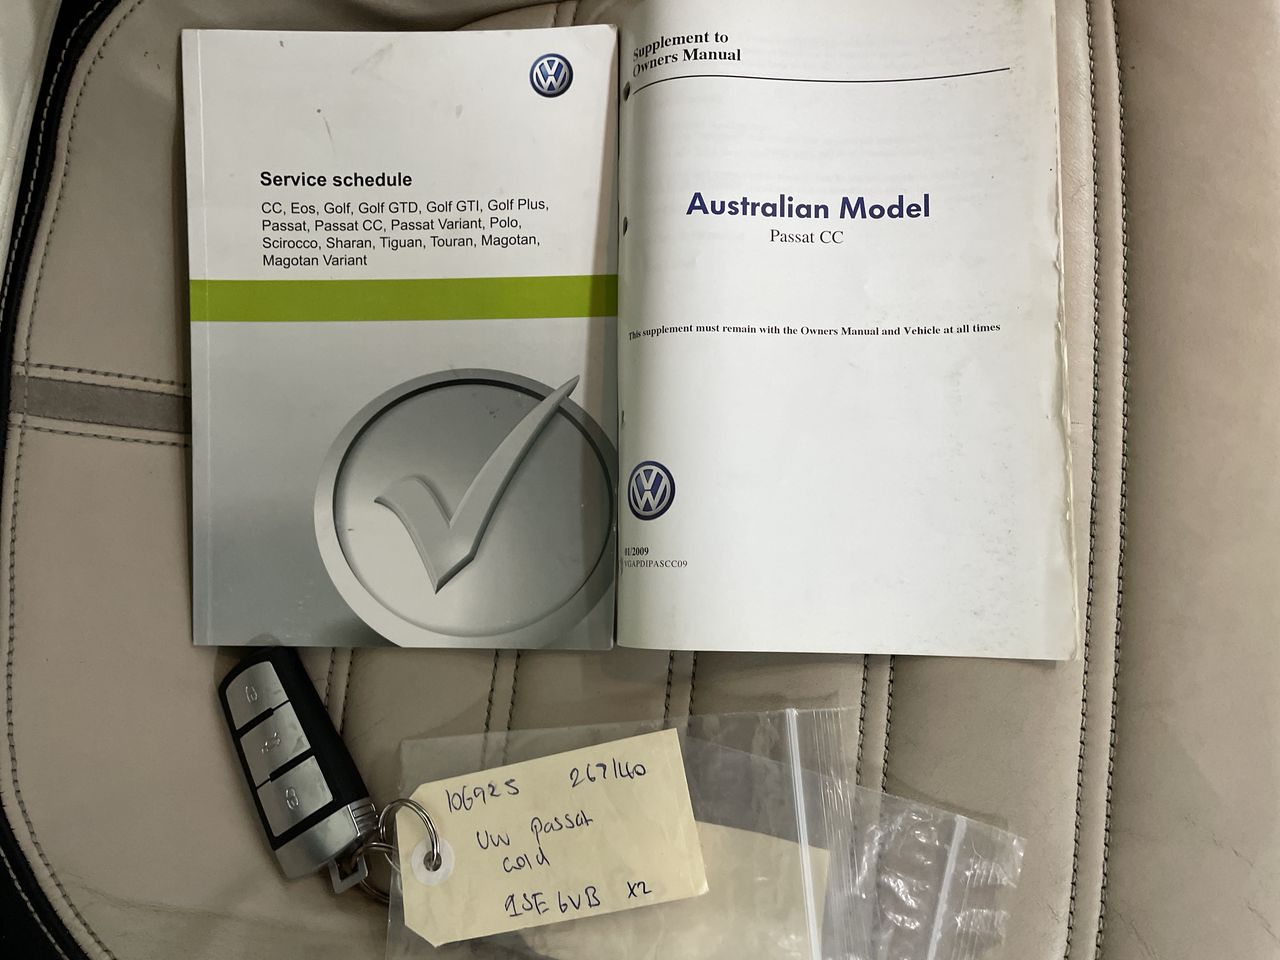 Service schedule
CC, Eos, Golf, Golf GTD, Golf GTI, Golf Plus,
Passat, Passat CC, Passat Variant, Polo,
Scirocco, Sharan, Tiguan, Touran, Magotan,
Magotan Variant
Supplement to
Owners Manual
Australian Model
Passat CC
This supplement must remain with the Owners Manual and Vehicle at all times
01/2009
VGAPDIPASCC09
106925 267140
VW Passat
1SE 6VB X2